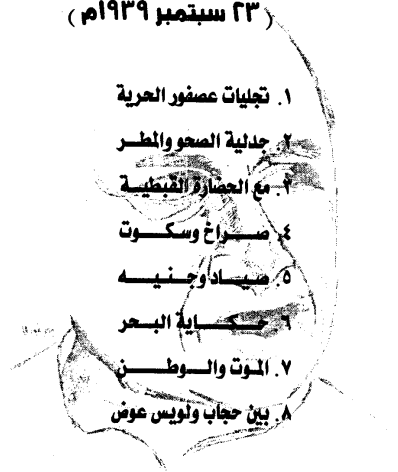 ( ٢٣ سبتمبر ١٩٣٩م )
١. تجليات عصفور الحرية
٢. جدلية الصحو والمطر
٣. مع الحضارة القبطية
٤. صراخ وسكوت
٥. صياد وجنيه
٦. حكاية البحر
٧. الموت والوطن
٨. بين حجاب ولويس عوض